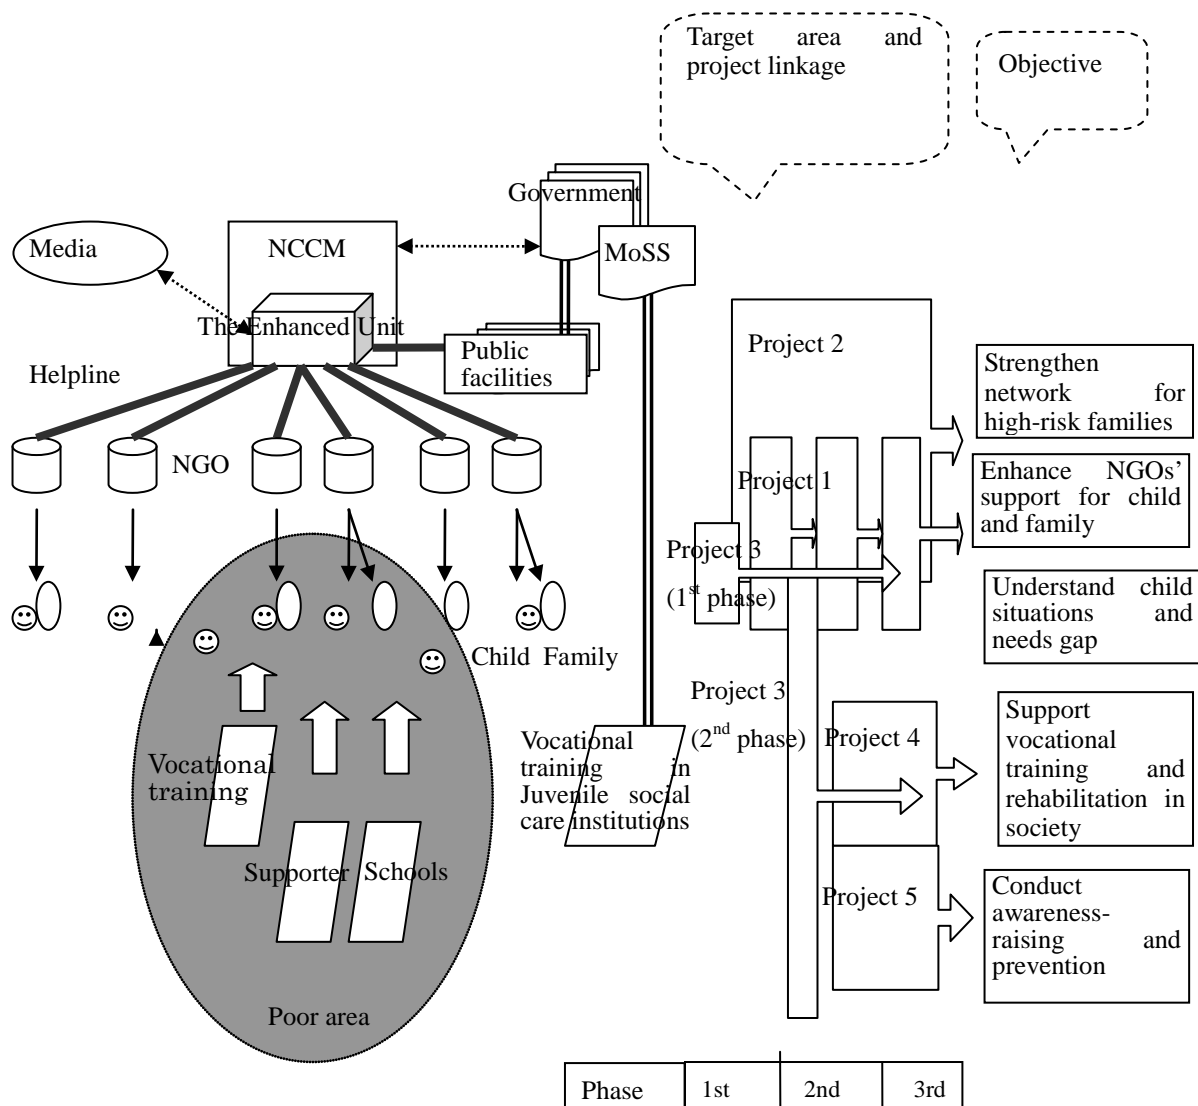 Target area and
project linkage
Objective
Government
Media
NCCM
MoSS
The Enhanced Unit
Public
facilities
Helpline
NGO
Project 2
Strengthen
network for
high-risk families
Project 1
Enhance NGOs’
support for child
and family
Project 3
(1st phase)
Understand child
situations and
needs gap
Child Family
Project 3
(2nd phase)
Project 4
Support
vocational
training and
rehabilitation in
society
Vocational
training
Vocational
training in
Juvenile social
care institutions
Supporter
Schools
Project 5
Conduct
awareness-
raising and
prevention
Poor area
Phase 1st 2nd 3rd